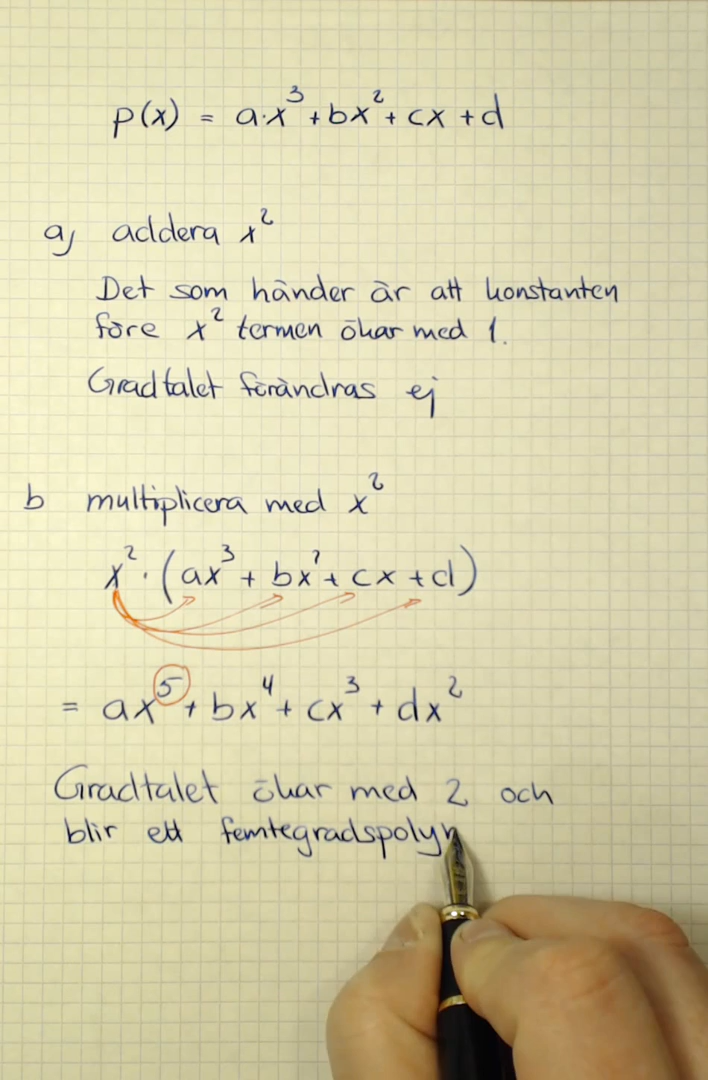 p(x) = a·x³ + bx² + cx + d
a) addera x²
Det som händer är att konstanten
före x² termen ökar med 1.
Gradtalet förändras ej
b multiplicera med x²
x² · (ax³ + bx² + cx + d)
= ax⁵ + bx⁴ + cx³ + dx²
Gradtalet ökar med 2 och
blir ett femtegradspolyn